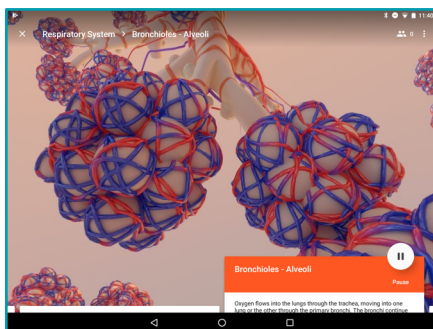 11:40
Respiratory System > Bronchioles - Alveoli
0
Bronchioles - Alveoli
Pause
Oxygen flows into the lungs through the trachea, moving into one
lung or the other through the primary bronchi. The bronchi continue